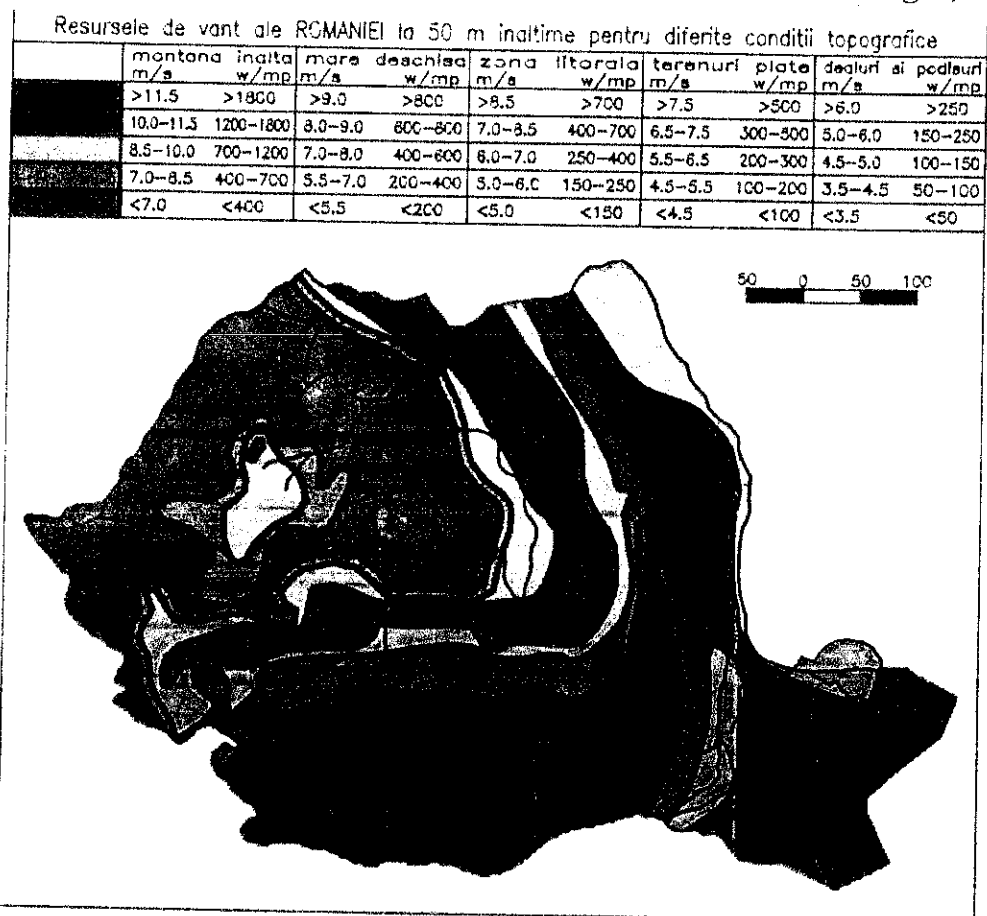 Resursele de vant ale ROMANIEI la 50 m inaltime pentru diferite conditii topografice
montana inalta mare deschisa zona litorala terenuri plate dealuri si podisuri
m/s w/mp m/s w/mp m/s w/mp m/s w/mp m/s w/mp
>11.5 >1800 >9.0 >800 >8.5 >700 >7.5 >500 >6.0 >250
10.0-11.5 1200-1800 8.0-9.0 600-800 7.0-8.5 400-700 6.5-7.5 300-500 5.0-6.0 150-250
8.5-10.0 700-1200 7.0-8.0 400-600 6.0-7.0 250-400 5.5-6.5 200-300 4.5-5.0 100-150
7.0-8.5 400-700 5.5-7.0 200-400 5.0-6.0 150-250 4.5-5.5 100-200 3.5-4.5 50-100
<7.0 <400 <5.5 <200 <5.0 <150 <4.5 <100 <3.5 <50
50 0 50 100